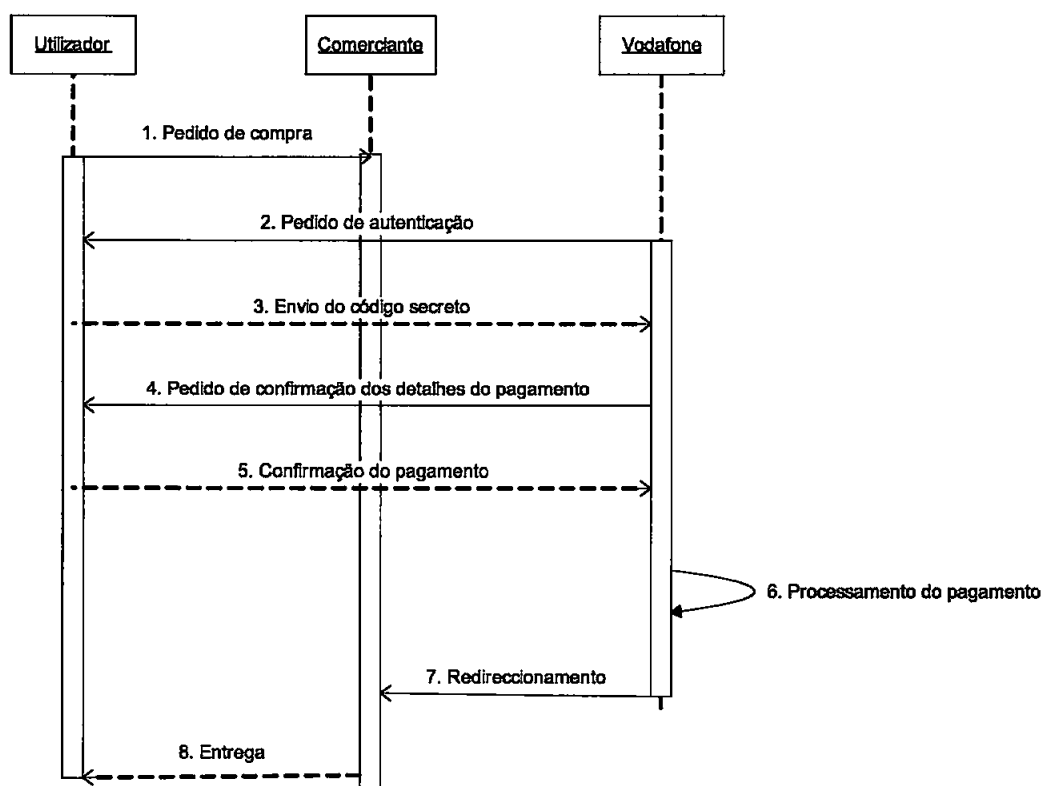 Utilizador
Comerciante
Vodafone
1. Pedido de compra
2. Pedido de autenticação
3. Envio do código secreto
4. Pedido de confirmação dos detalhes do pagamento
5. Confirmação do pagamento
6. Processamento do pagamento
7. Redireccionamento
8. Entrega